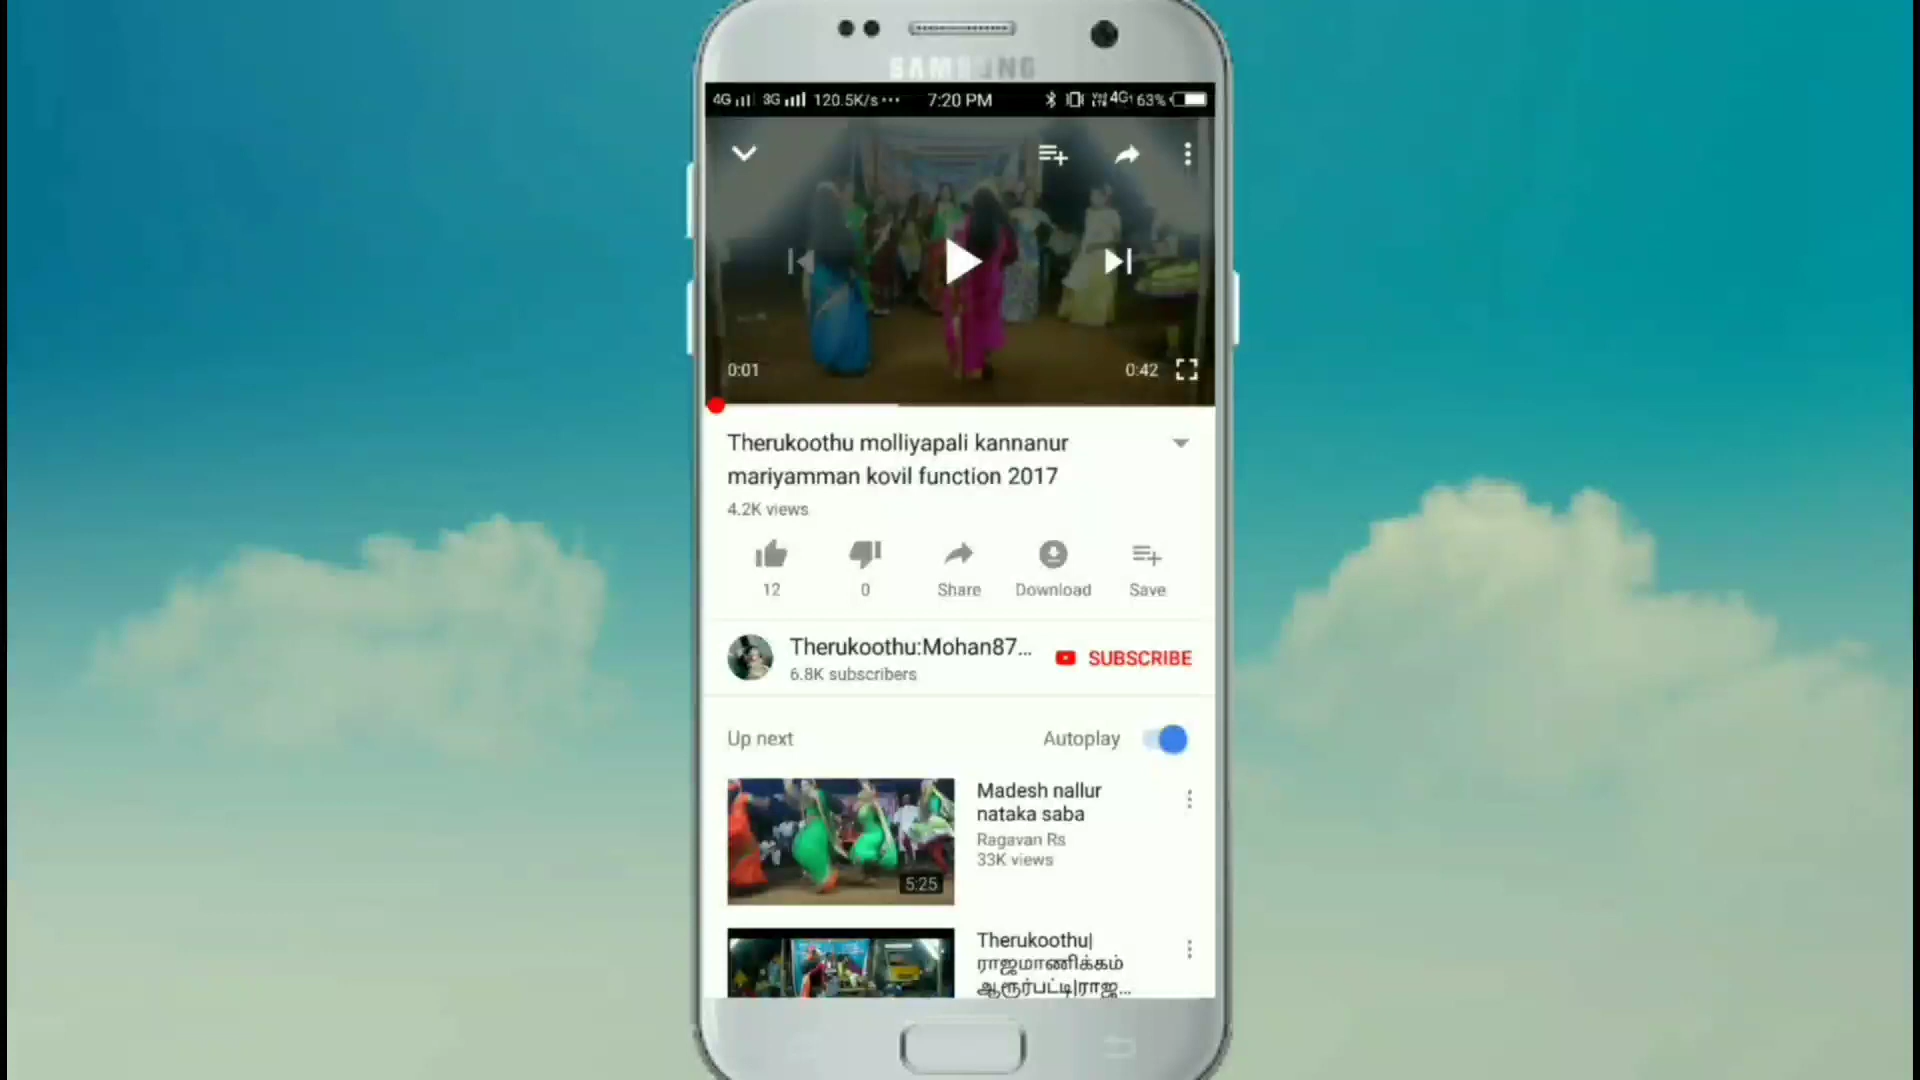 SAMSUNG
4G 3G 120.5K/s... 7:20 PM 4G 63%
0:01 0:42
Therukoothu molliyapali kannanur
mariyamman kovil function 2017
4.2K views
12 0 Share Download Save
Therukoothu:Mohan87...
6.8K subscribers
SUBSCRIBE
Up next Autoplay
Madesh nallur
nataka saba
Ragavan Rs
33K views
5:25
Therukoothu|
ராஜமாணிக்கம்
ஆரூர்பட்டி|ராஜ...